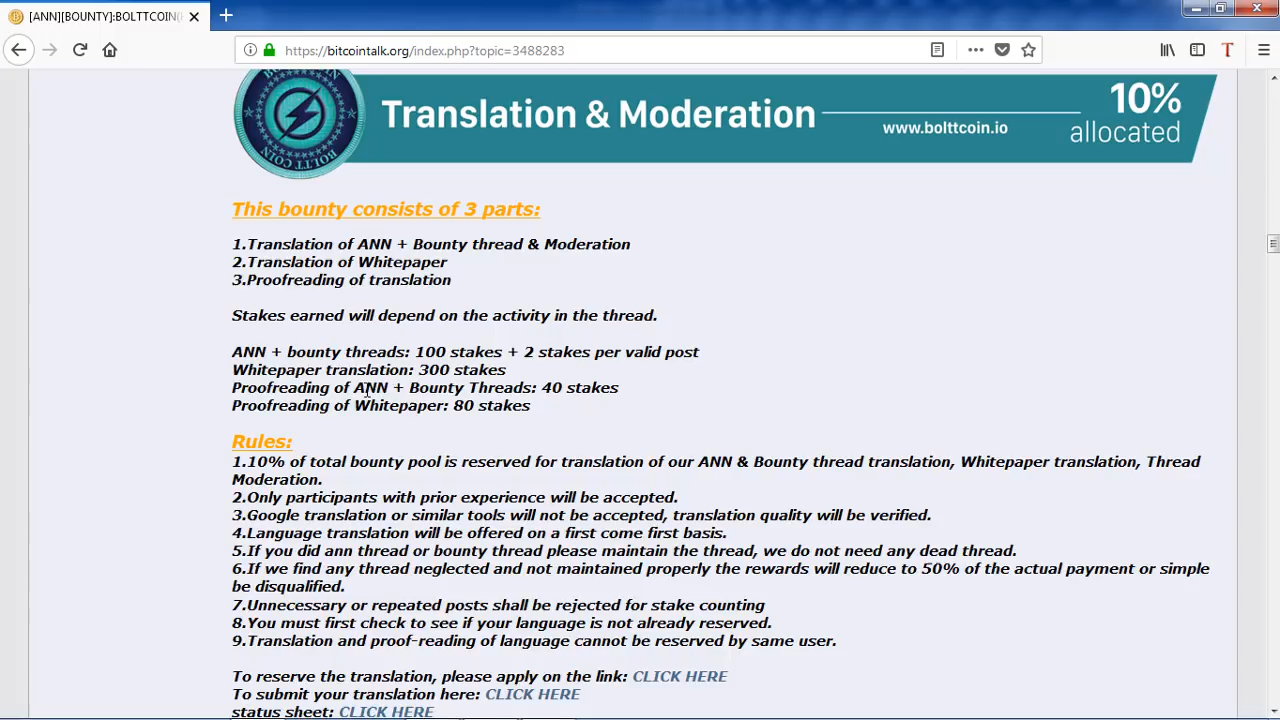 [ANN][BOUNTY]:BOLTTCOIN(
https://bitcointalk.org/index.php?topic=3488283
BOLTT COIN
Translation & Moderation
www.bolttcoin.io
10%
allocated
This bounty consists of 3 parts:
1.Translation of ANN + Bounty thread & Moderation
2.Translation of Whitepaper
3.Proofreading of translation
Stakes earned will depend on the activity in the thread.
ANN + bounty threads: 100 stakes + 2 stakes per valid post
Whitepaper translation: 300 stakes
Proofreading of ANN + Bounty Threads: 40 stakes
Proofreading of Whitepaper: 80 stakes
Rules:
1.10% of total bounty pool is reserved for translation of our ANN & Bounty thread translation, Whitepaper translation, Thread
Moderation.
2.Only participants with prior experience will be accepted.
3.Google translation or similar tools will not be accepted, translation quality will be verified.
4.Language translation will be offered on a first come first basis.
5.If you did ann thread or bounty thread please maintain the thread, we do not need any dead thread.
6.If we find any thread neglected and not maintained properly the rewards will reduce to 50% of the actual payment or simple
be disqualified.
7.Unnecessary or repeated posts shall be rejected for stake counting
8.You must first check to see if your language is not already reserved.
9.Translation and proof-reading of language cannot be reserved by same user.
To reserve the translation, please apply on the link: CLICK HERE
To submit your translation here: CLICK HERE
status sheet: CLICK HERE